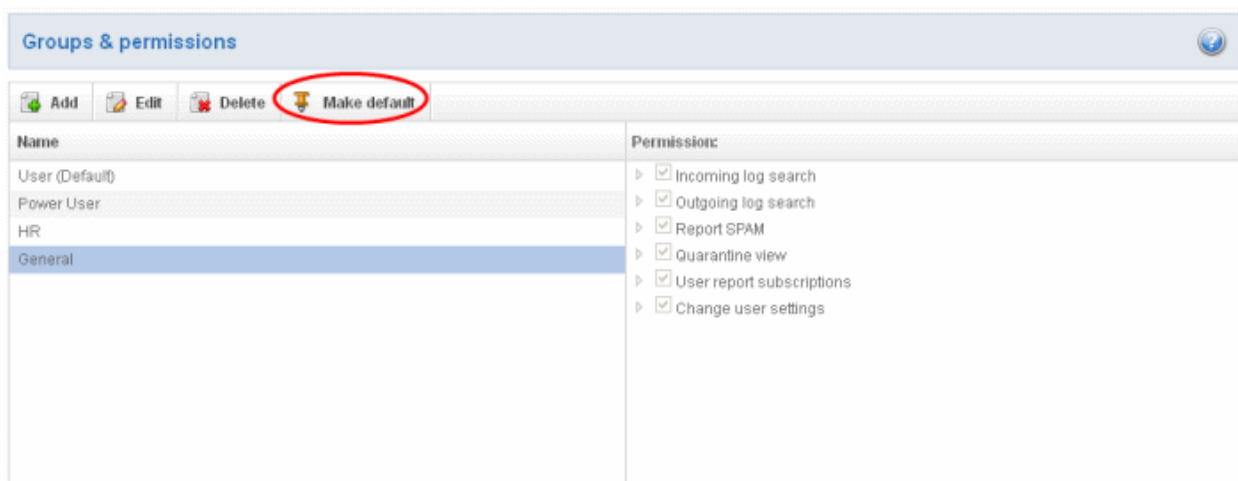 Groups & permissions
Add Edit Delete Make default
Name Permission:
User (Default)
Power User
HR
General
Incoming log search
Outgoing log search
Report SPAM
Quarantine view
User report subscriptions
Change user settings